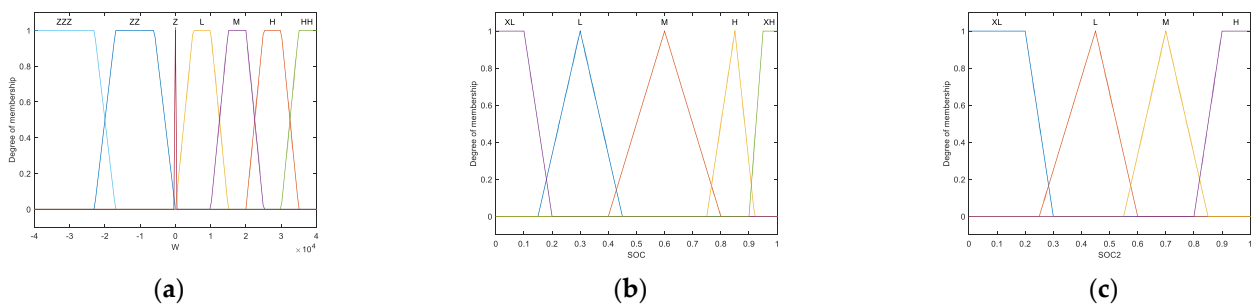 ZZZ ZZ Z L M H HH
1
0.8
0.6
0.4
0.2
0
Degree of membership
-4 -3 -2 -1 0 1 2 3 4
W
×10⁴
(a)
XL L M H XH
1
0.8
0.6
0.4
0.2
0
Degree of membership
0 0.1 0.2 0.3 0.4 0.5 0.6 0.7 0.8 0.9 1
SOC
(b)
XL L M H
1
0.8
0.6
0.4
0.2
0
Degree of membership
0 0.1 0.2 0.3 0.4 0.5 0.6 0.7 0.8 0.9 1
SOC2
(c)